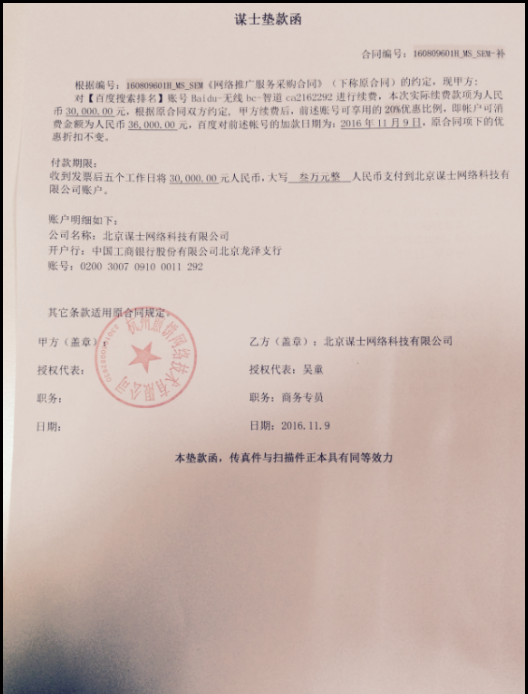 谋士垫款函
合同编号：160809601H_MS_SEM-补
根据编号：160809601H_MS_SEM《网络推广服务采购合同》（下称原合同）的约定，现甲方：
对【百度搜索排名】账号 Baidu-无线 bc-智道 ca2162292 进行续费，本次实际续费款项为人民
币 30,000.00 元，根据原合同双方约定，甲方续费后，前述账号可享用的 20%优惠比例，即帐户可消
费金额为人民币 36,000.00 元，百度对前述帐号的加款日期为：2016 年 11 月 9 日，原合同项下的优
惠折扣不变。
付款期限：
收到发票后五个工作日将 30,000.00 元人民币，大写 叁万元整 人民币支付到北京谋士网络科技有
限公司账户。
账户明细如下：
公司名称：北京谋士网络科技有限公司
开户行：中国工商银行股份有限公司北京龙泽支行
账号：0200 3007 0910 0011 292
其它条款适用原合同规定。
甲方（盖章）：
乙方（盖章）：北京谋士网络科技有限公司
授权代表：
授权代表：吴童
职务：
职务：商务专员
日期：
日期：2016.11.9
本垫款函，传真件与扫描件正本具有同等效力